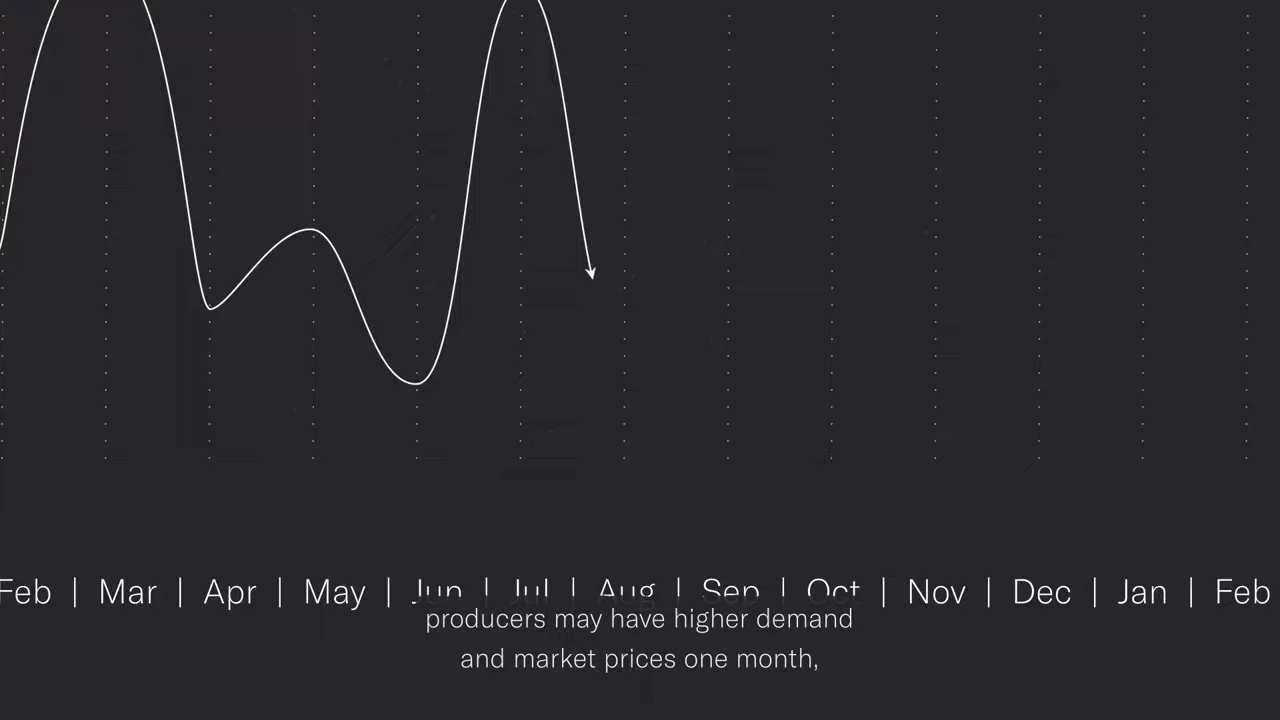 Feb | Mar | Apr | May | Jun | Jul | Aug | Sep | Oct | Nov | Dec | Jan | Feb
producers may have higher demand
and market prices one month,